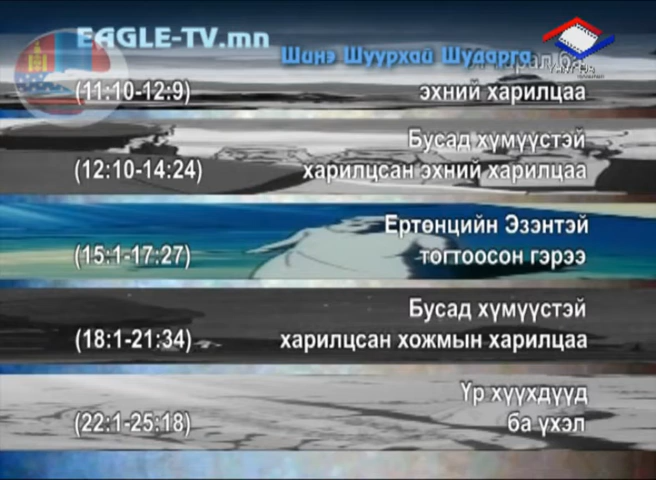 EAGLE-TV.mn
Шинэ Шуурхай Шударга
(11:10-12:9)
эхний харилцаа
Бусад хүмүүстэй
(12:10-14:24)
харилцсан эхний харилцаа
Ертөнцийн Эзэнтэй
(15:1-17:27)
тогтоосон гэрээ
Бусад хүмүүстэй
(18:1-21:34)
харилцсан хожмын харилцаа
Үр хүүхдүүд
(22:1-25:18)
ба үхэл